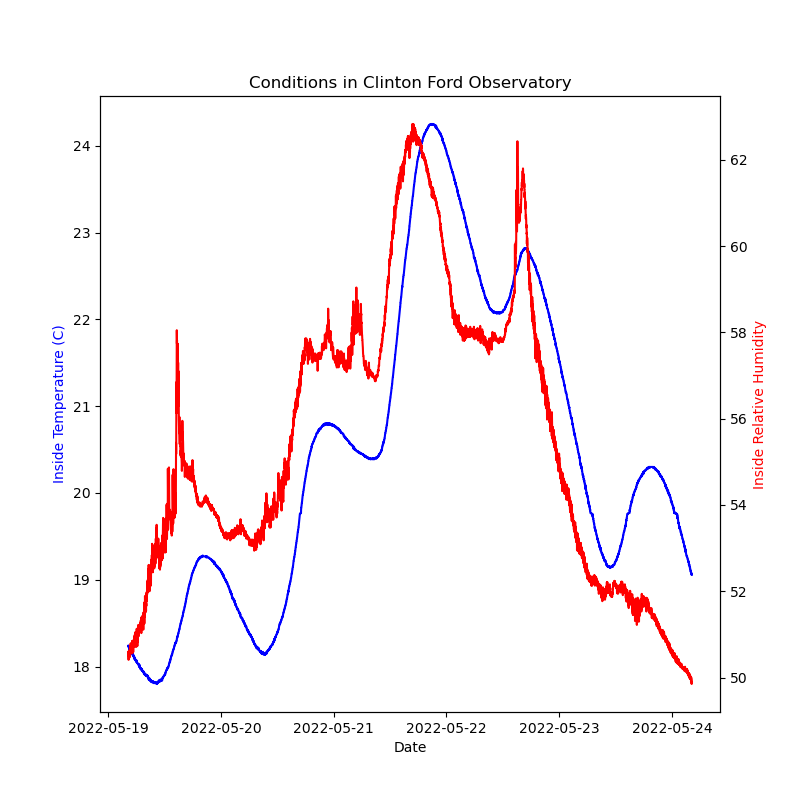 Conditions in Clinton Ford Observatory
Inside Temperature (C)
24
23
22
21
20
19
18
62
60
58
56
54
52
50
Inside Relative Humidity
2022-05-19 2022-05-20 2022-05-21 2022-05-22 2022-05-23 2022-05-24
Date